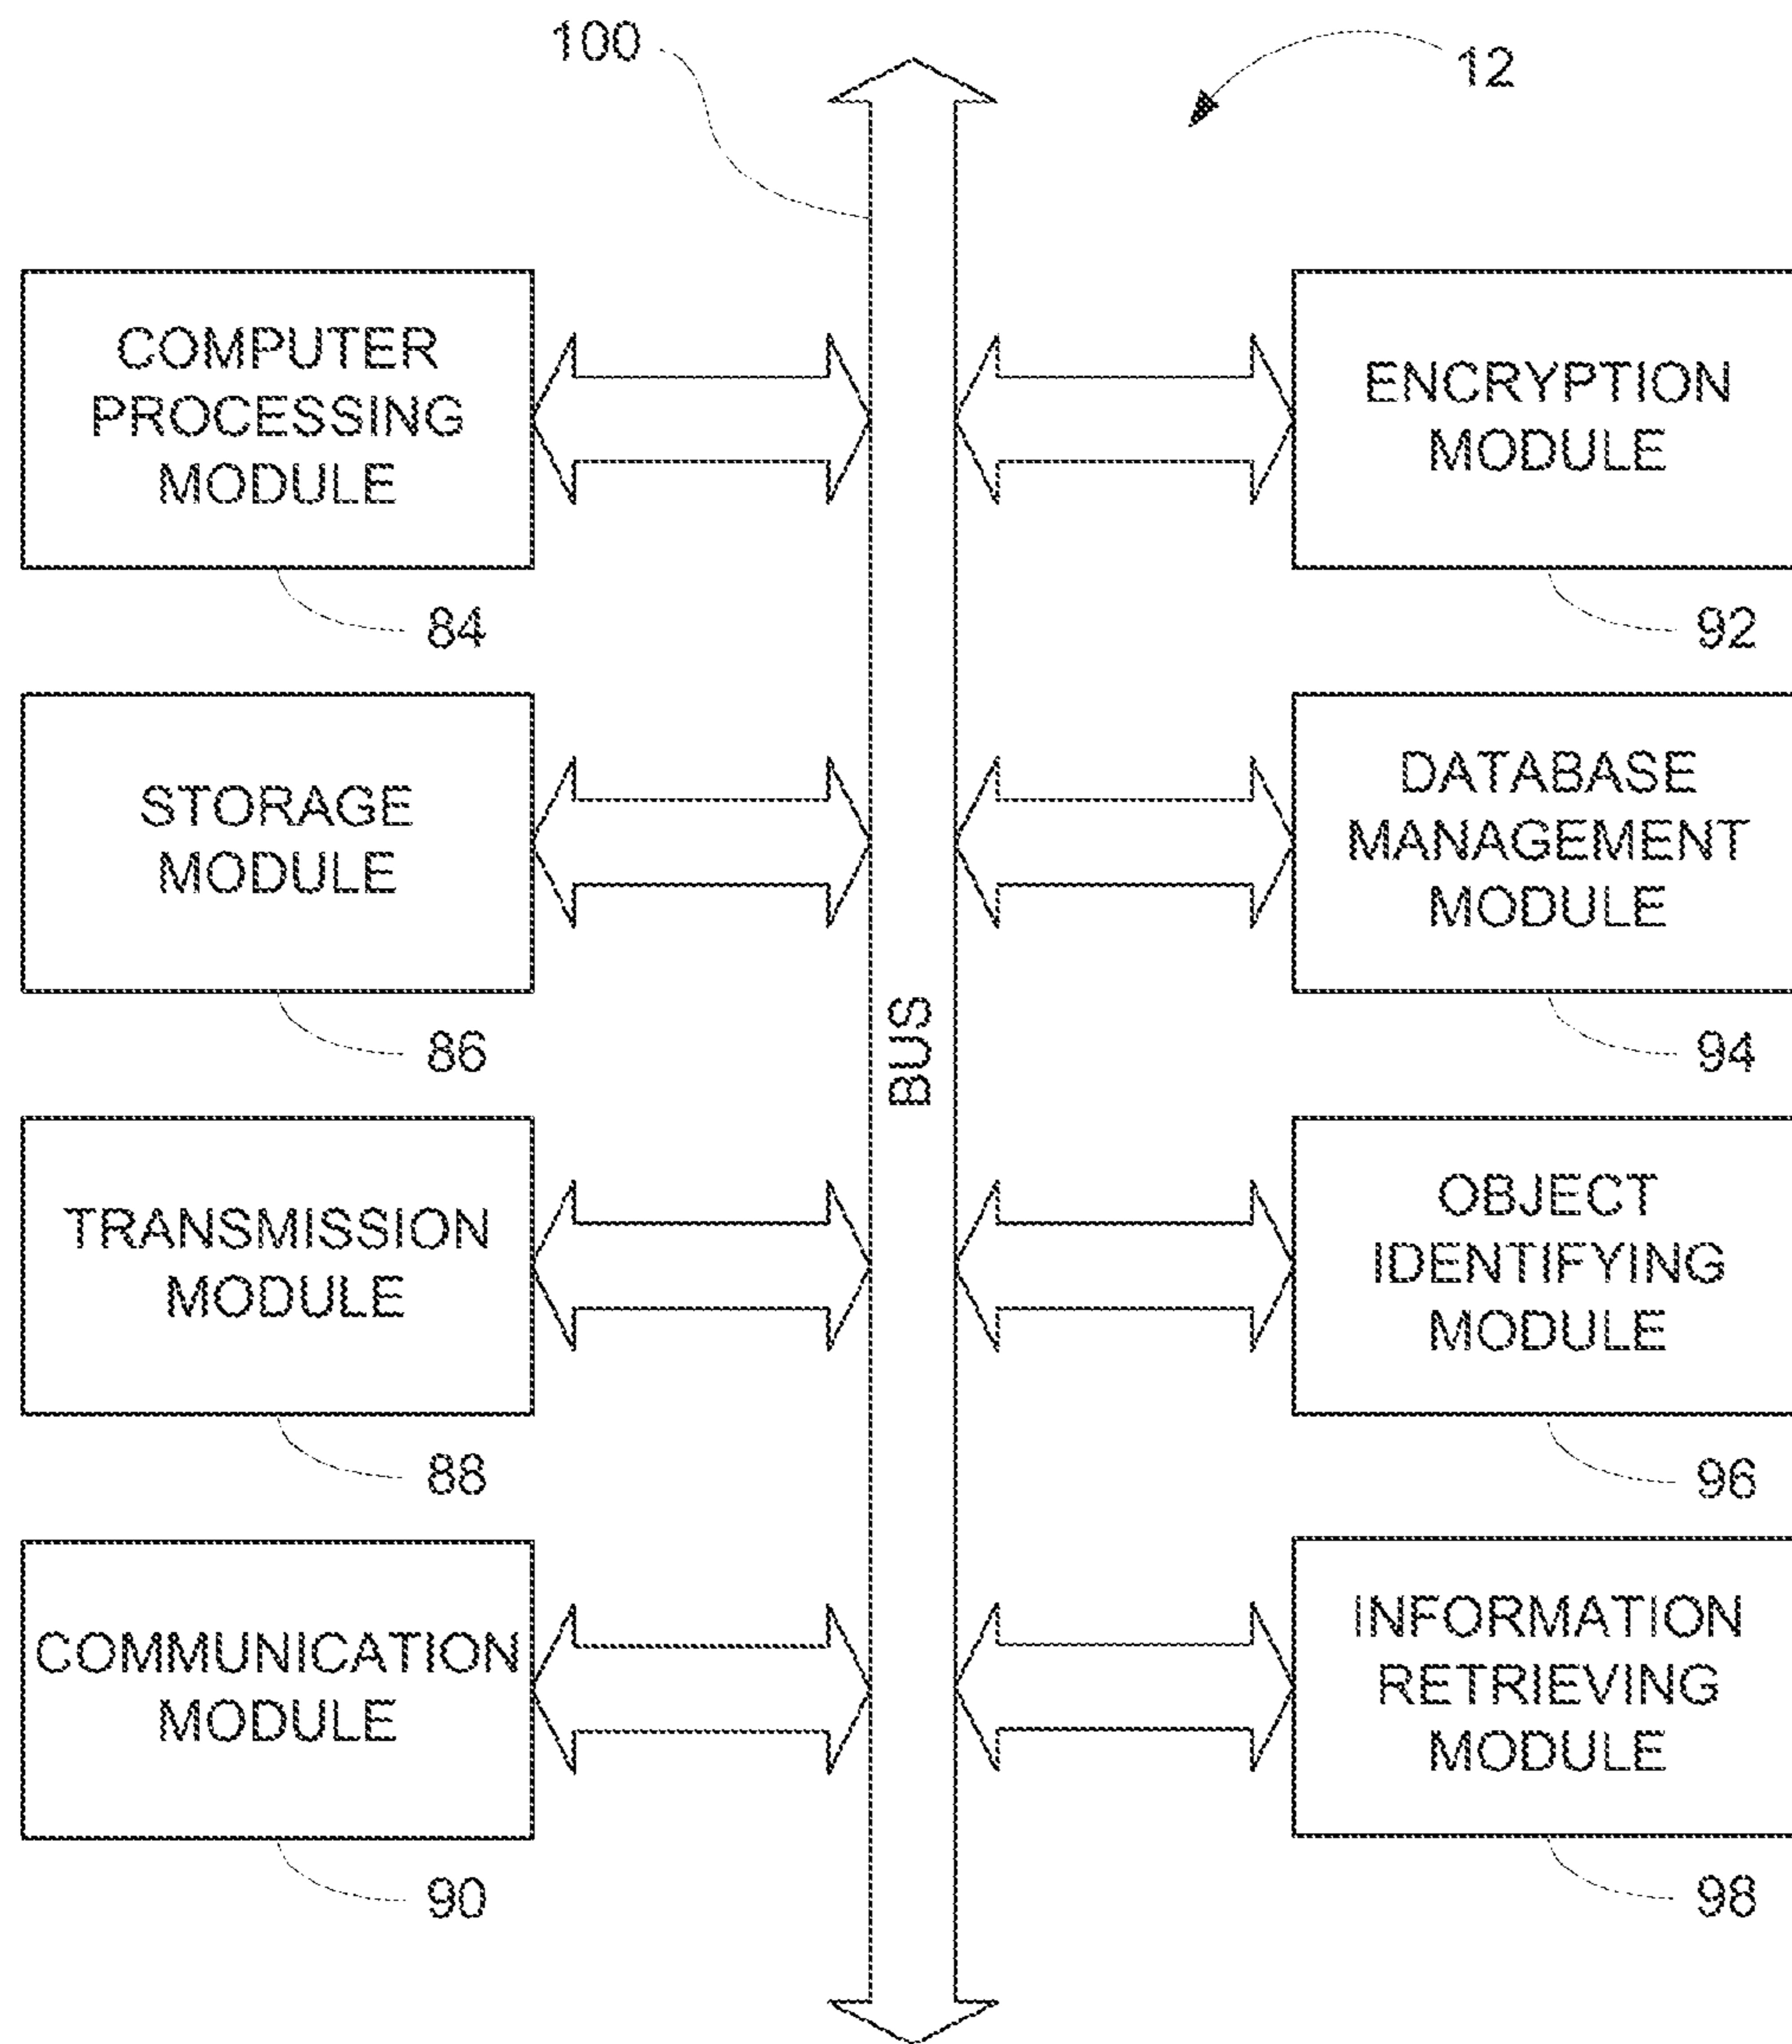 100
12
COMPUTER
PROCESSING
MODULE
84
ENCRYPTION
MODULE
92
STORAGE
MODULE
86
DATABASE
MANAGEMENT
MODULE
94
BUS
TRANSMISSION
MODULE
88
OBJECT
IDENTIFYING
MODULE
96
COMMUNICATION
MODULE
90
INFORMATION
RETRIEVING
MODULE
98